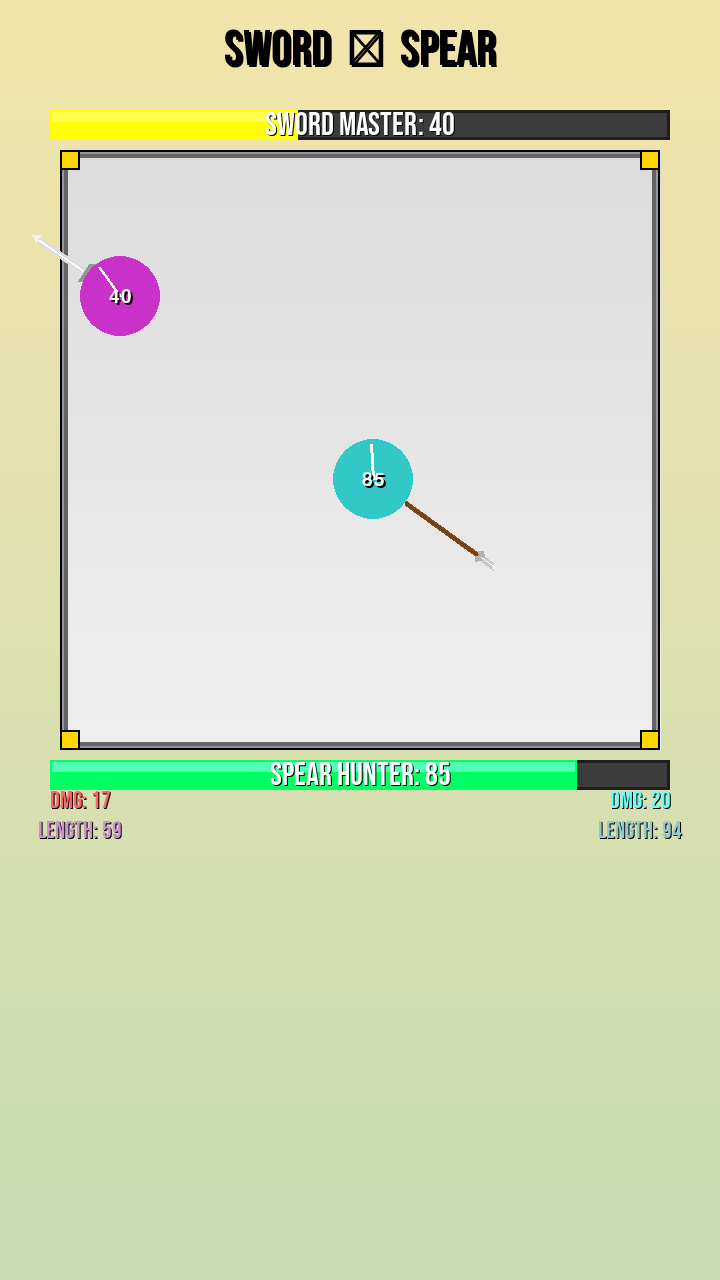 SWORD ☒ SPEAR
SWORD MASTER: 40
40
85
SPEAR HUNTER: 85
DMG: 17
DMG: 20
LENGTH: 59
LENGTH: 94